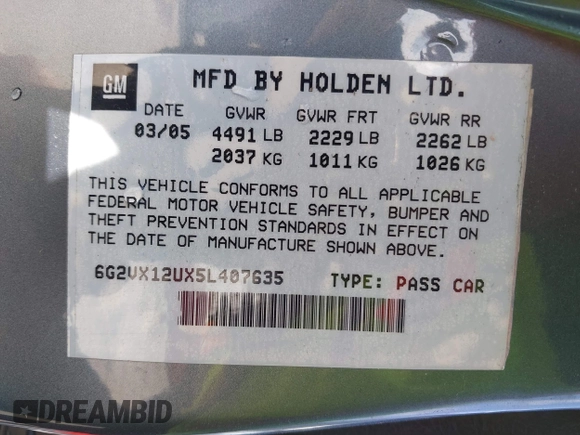 GM
MFD BY HOLDEN LTD.
DATE GVWR GVWR FRT GVWR RR
03/05 4491 LB 2229 LB 2262 LB
2037 KG 1011 KG 1026 KG
THIS VEHICLE CONFORMS TO ALL APPLICABLE
FEDERAL MOTOR VEHICLE SAFETY, BUMPER AND
THEFT PREVENTION STANDARDS IN EFFECT ON
THE DATE OF MANUFACTURE SHOWN ABOVE.
6G2VX12UX5L407635 TYPE: PASS CAR
DREAMBID